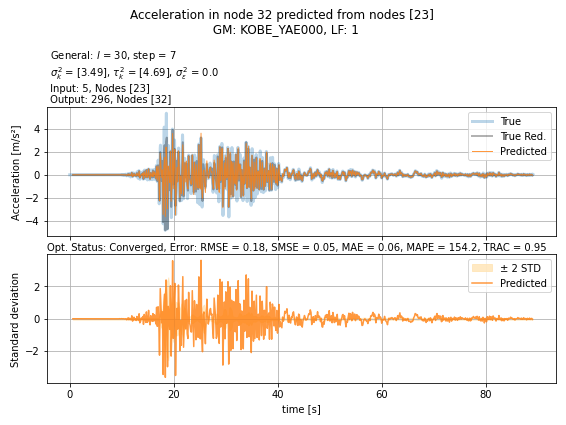 Acceleration in node 32 predicted from nodes [23]
GM: KOBE_YAE000, LF: 1
General: l = 30, step = 7
σ²ₖ = [3.49], τ²ₖ = [4.69], σ²ε = 0.0
Input: 5, Nodes [23]
Output: 296, Nodes [32]
Acceleration [m/s²]
4
2
0
−2
−4
True
True Red.
Predicted
Opt. Status: Converged, Error: RMSE = 0.18, SMSE = 0.05, MAE = 0.06, MAPE = 154.2, TRAC = 0.95
Standard deviation
2
0
−2
± 2 STD
Predicted
0 20 40 60 80
time [s]